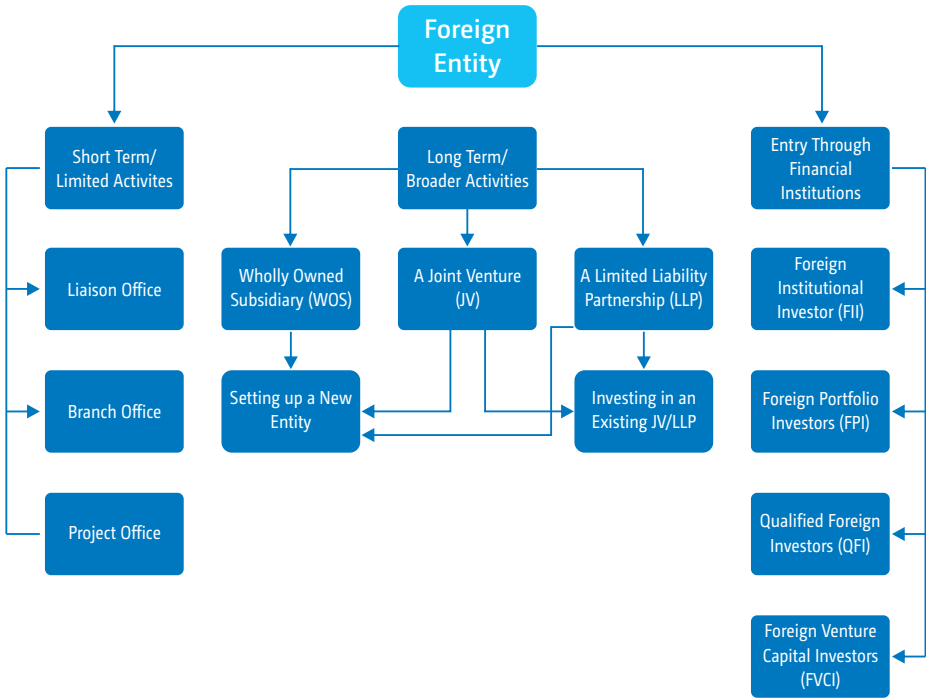 Foreign
Entity
Short Term/
Limited Activites
Long Term/
Broader Activities
Entry Through
Financial
Institutions
Liaison Office
Wholly Owned
Subsidiary (WOS)
A Joint Venture
(JV)
A Limited Liability
Partnership (LLP)
Foreign
Institutional
Investor (FII)
Branch Office
Setting up a New
Entity
Investing in an
Existing JV/LLP
Foreign Portfolio
Investors (FPI)
Project Office
Qualified Foreign
Investors (QFI)
Foreign Venture
Capital Investors
(FVCI)